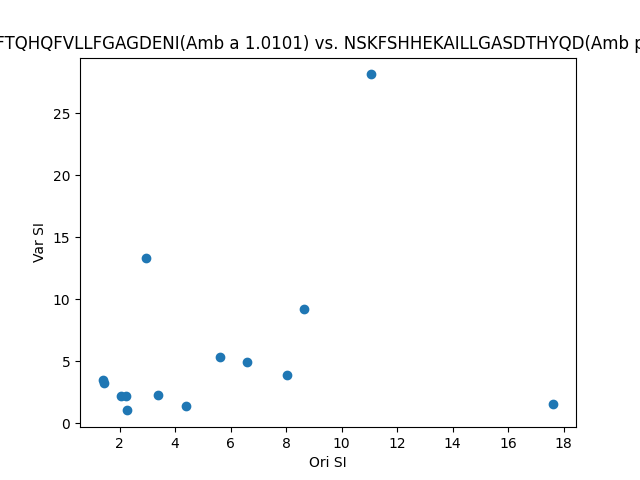 FTQHQFVLLFGAGDENI(Amb a 1.0101) vs. NSKFSHHEKAILLGASDTHYQD(Amb p
25
20
15
10
5
0
Var SI
2 4 6 8 10 12 14 16 18
Ori SI